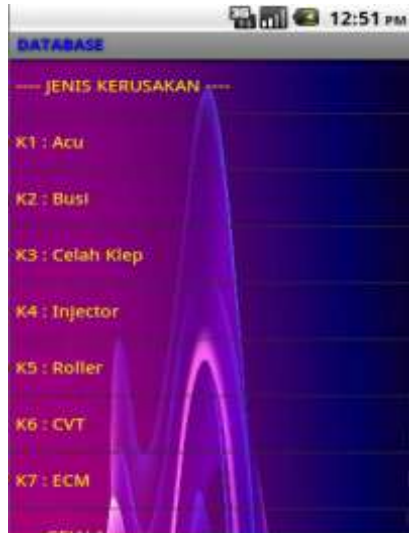 12:51 PM
DATABASE
---- JENIS KERUSAKAN ----
K1 : Acu
K2 : Busi
K3 : Celah Klep
K4 : Injector
K5 : Roller
K6 : CVT
K7 : ECM